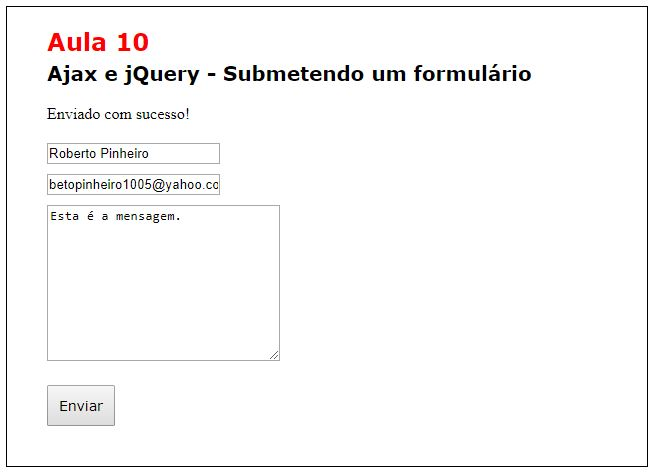 Aula 10
Ajax e jQuery - Submetendo um formulário
Enviado com sucesso!
Roberto Pinheiro
betopinheiro1005@yahoo.co
Esta é a mensagem.
Enviar